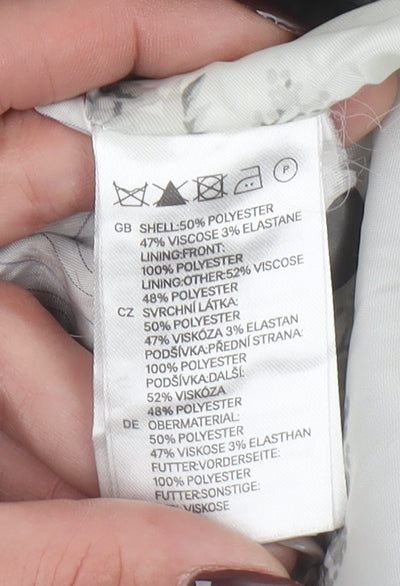 P
GB SHELL:50% POLYESTER
47% VISCOSE 3% ELASTANE
LINING:FRONT:
100% POLYESTER
LINING:OTHER:52% VISCOSE
48% POLYESTER
CZ SVRCHNÍ LÁTKA:
50% POLYESTER
47% VISKÓZA 3% ELASTAN
PODŠÍVKA:PŘEDNÍ STRANA:
100% POLYESTER
PODŠÍVKA:DALŠÍ:
52% VISKÓZA
48% POLYESTER
DE OBERMATERIAL:
50% POLYESTER
47% VISKOSE 3% ELASTHAN
FUTTER:VORDERSEITE:
100% POLYESTER
FUTTER:SONSTIGE:
VISKOSE